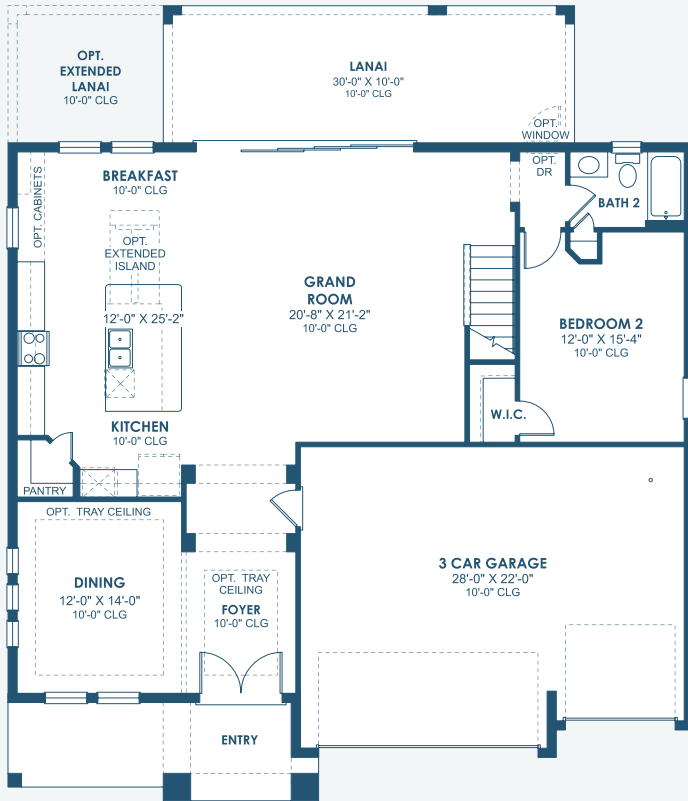 OPT.
EXTENDED
LANAI
10'-0" CLG
LANAI
30'-0" X 10'-0"
10'-0" CLG
OPT.
WINDOW
OPT.
DR
BREAKFAST
10'-0" CLG
OPT. CABINETS
OPT.
EXTENDED
ISLAND
BATH 2
GRAND
ROOM
20'-8" X 21'-2"
10'-0" CLG
12'-0" X 25'-2"
BEDROOM 2
12'-0" X 15'-4"
10'-0" CLG
W.I.C.
KITCHEN
10'-0" CLG
PANTRY
OPT. TRAY CEILING
DINING
12'-0" X 14'-0"
10'-0" CLG
OPT. TRAY
CEILING
FOYER
10'-0" CLG
3 CAR GARAGE
28'-0" X 22'-0"
10'-0" CLG
ENTRY